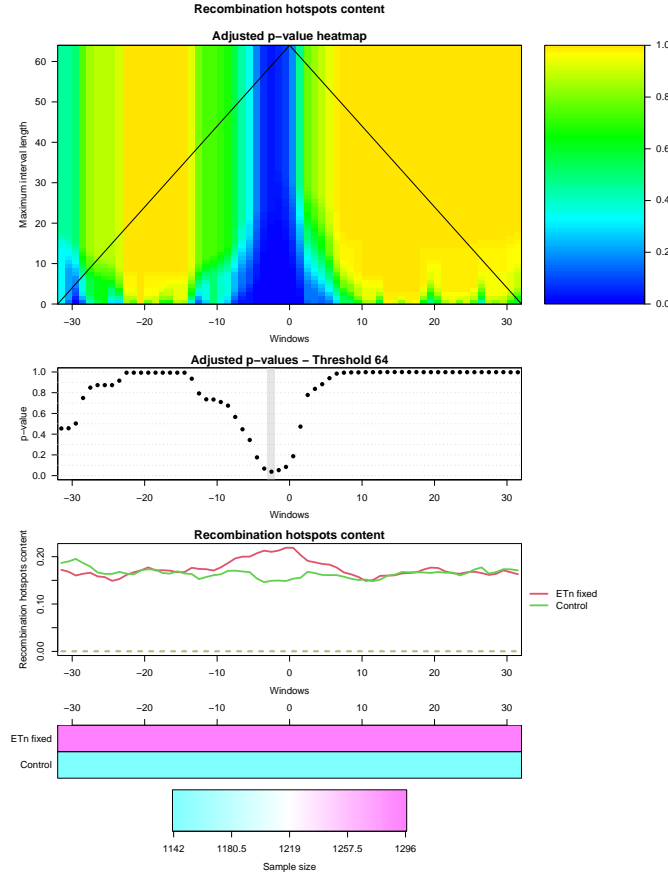 Recombination hotspots content
Adjusted p−value heatmap
Maximum interval length
60
50
40
30
20
10
0
−30 −20 −10 0 10 20 30
Windows
1.0
0.8
0.6
0.4
0.2
0.0
Adjusted p−values − Threshold 64
p−value
1.0
0.8
0.6
0.4
0.2
0.0
−30 −20 −10 0 10 20 30
Windows
Recombination hotspots content
Recombination hotspots content
0.20
0.10
0.00
−30 −20 −10 0 10 20 30
Windows
ETn fixed
Control
−30 −20 −10 0 10 20 30
ETn fixed
Control
1142 1180.5 1219 1257.5 1296
Sample size